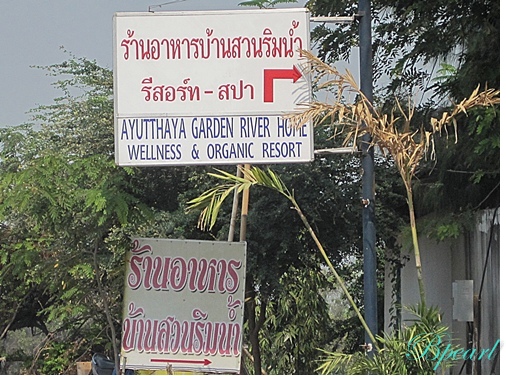 ร้านอาหารบ้านสวนริมน้ำ
รีสอร์ท - สปา
AYUTTHAYA GARDEN RIVER HOME
WELLNESS & ORGANIC RESORT
ร้านอาหาร
บ้านสวนริมน้ำ
Bpearl